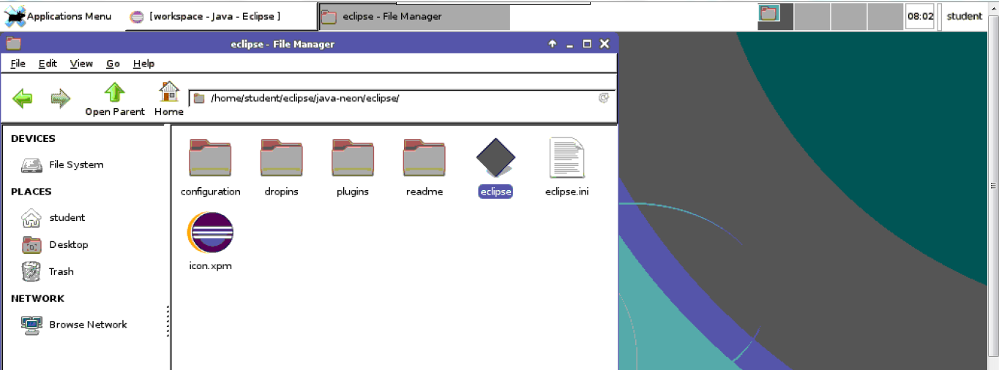 Applications Menu [ workspace - Java - Eclipse ] eclipse - File Manager 08:02 student
eclipse - File Manager
File Edit View Go Help
/home/student/eclipse/java-neon/eclipse/
Open Parent Home
DEVICES
File System
PLACES
student
Desktop
Trash
NETWORK
Browse Network
configuration dropins plugins readme eclipse eclipse.ini
icon.xpm